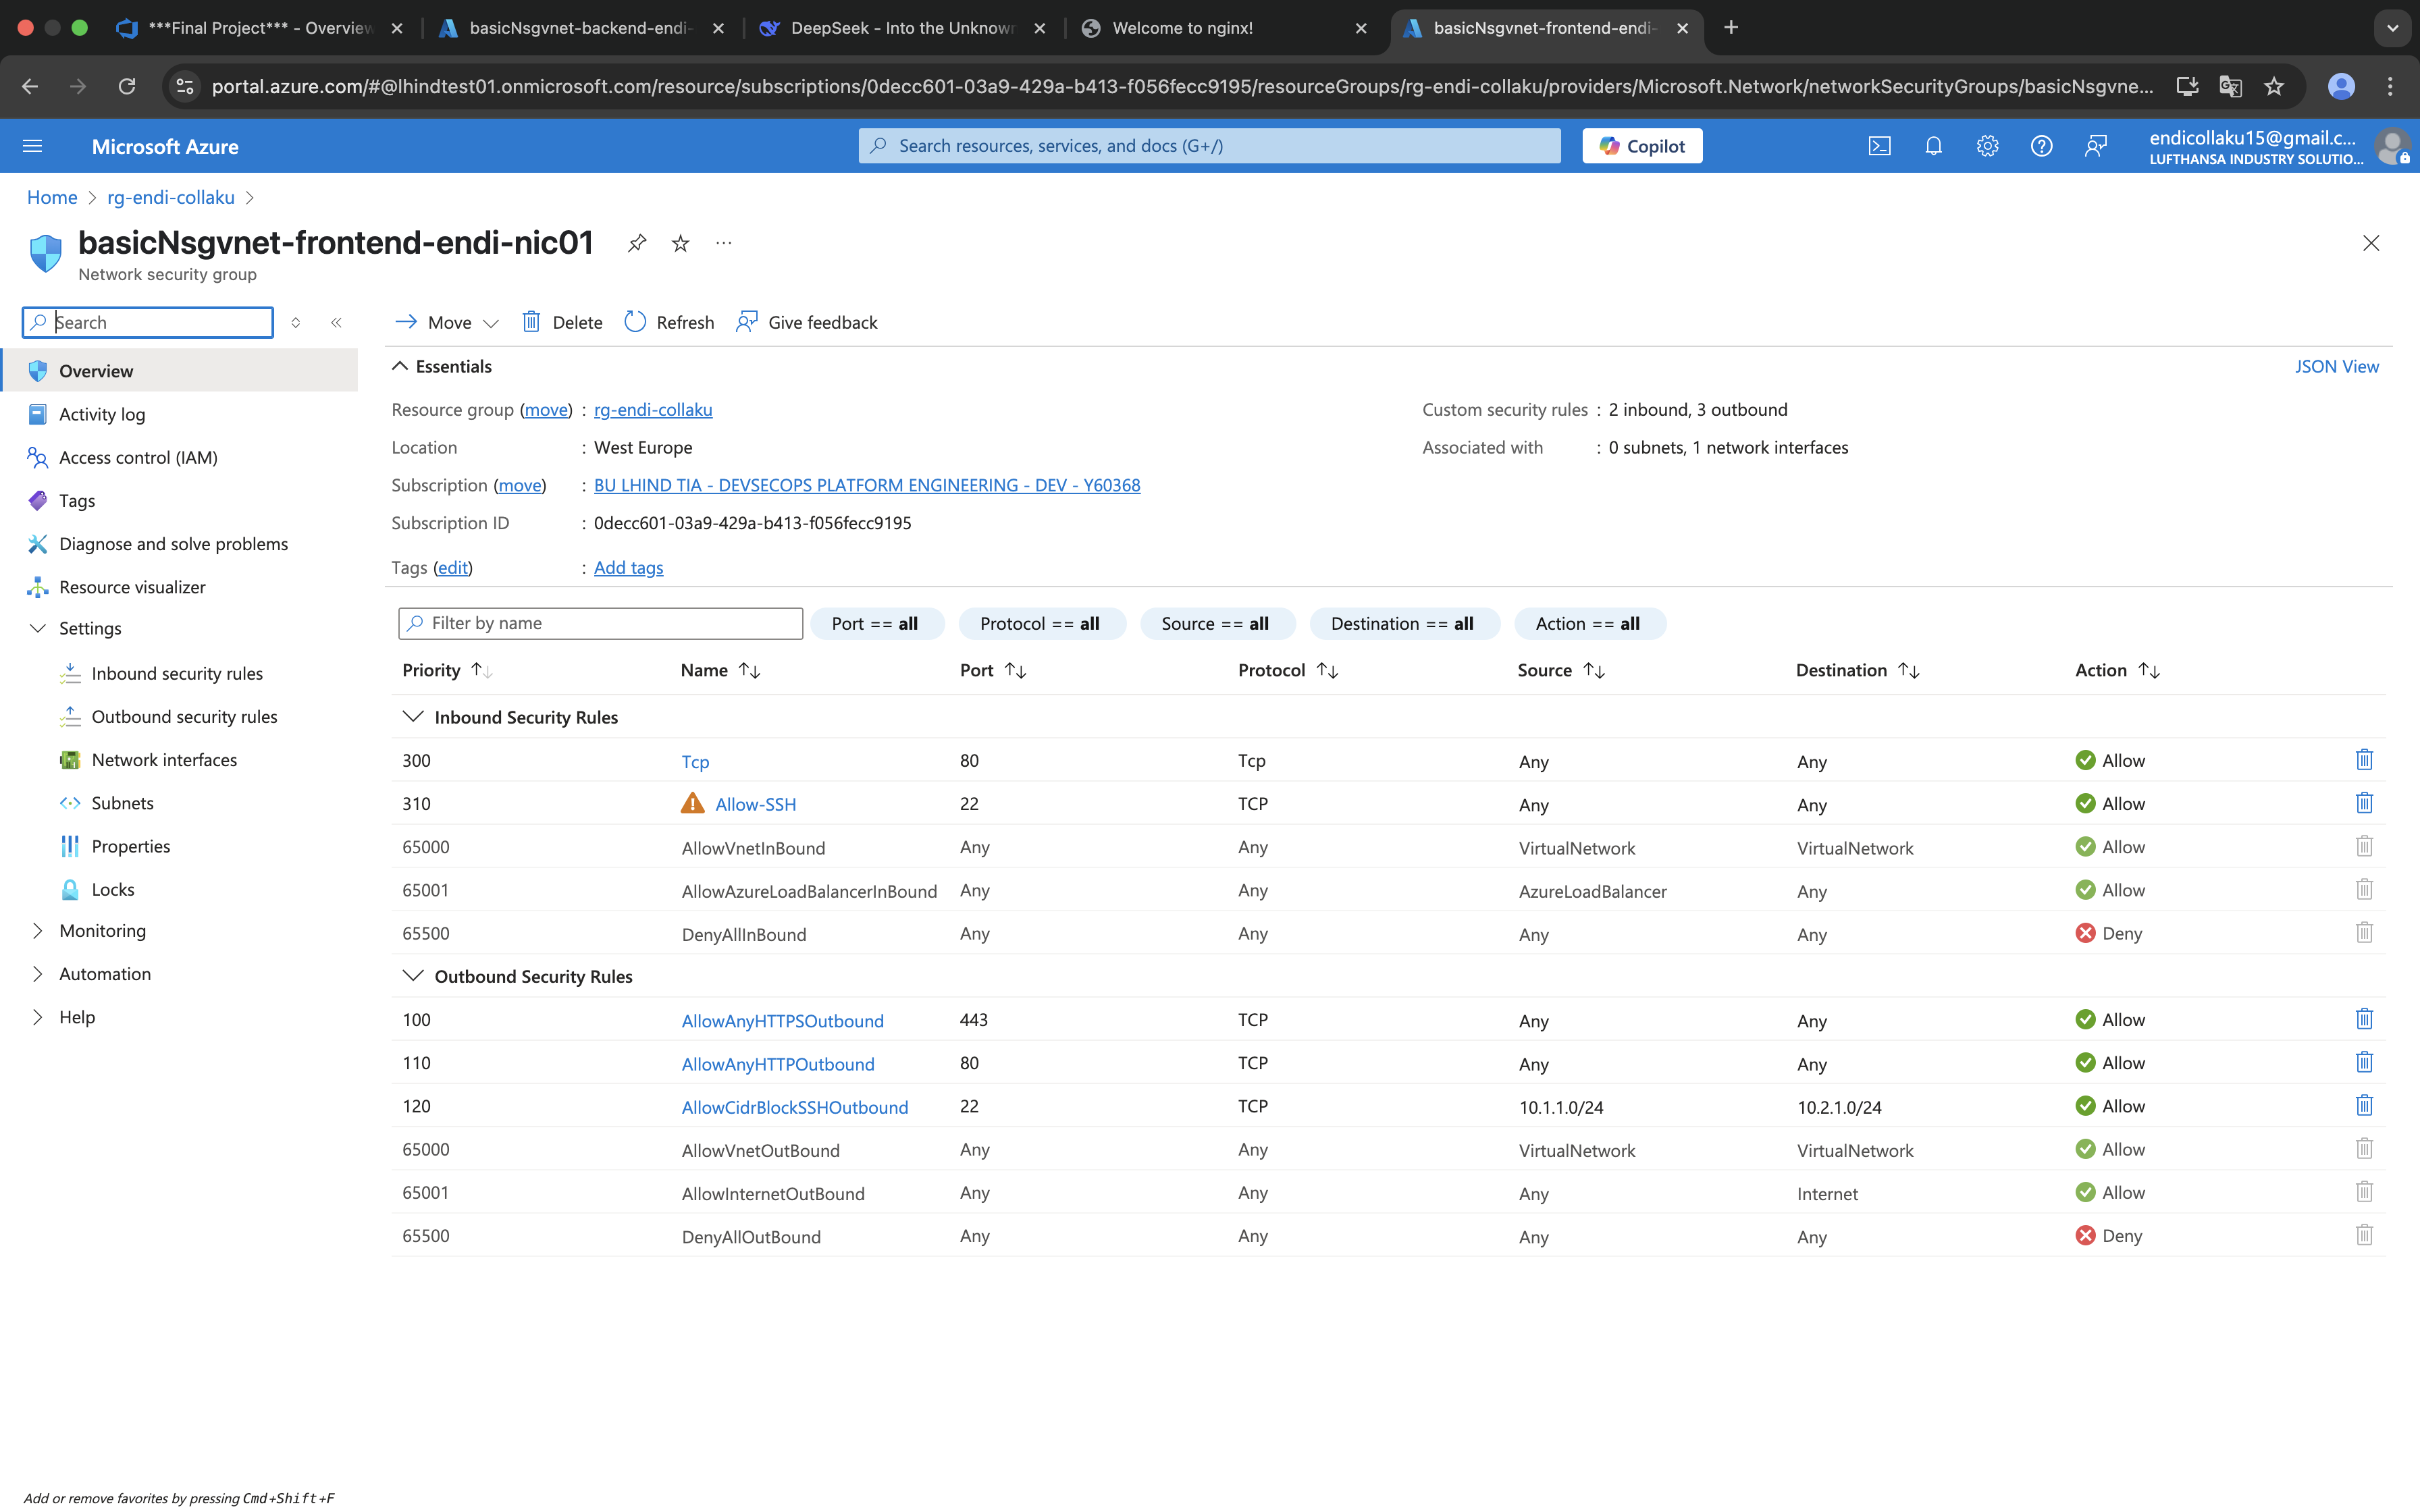 ***Final Project*** - Overview
basicNsgvnet-backend-endi-
DeepSeek - Into the Unknown
Welcome to nginx!
basicNsgvnet-frontend-endi-
portal.azure.com/#@lhindtest01.onmicrosoft.com/resource/subscriptions/0decc601-03a9-429a-b413-f056fecc9195/resourceGroups/rg-endi-collaku/providers/Microsoft.Network/networkSecurityGroups/basicNsgvne...
Microsoft Azure
Search resources, services, and docs (G+/)
Copilot
endicollaku15@gmail.c...
LUFTHANSA INDUSTRY SOLUTIO...
Home > rg-endi-collaku >
basicNsgvnet-frontend-endi-nic01
Network security group
Search
Overview
Activity log
Access control (IAM)
Tags
Diagnose and solve problems
Resource visualizer
Settings
Inbound security rules
Outbound security rules
Network interfaces
Subnets
Properties
Locks
Monitoring
Automation
Help
Move
Delete
Refresh
Give feedback
Essentials
JSON View
Resource group (move) : rg-endi-collaku
Location : West Europe
Subscription (move) : BU LHIND TIA - DEVSECOPS PLATFORM ENGINEERING - DEV - Y60368
Subscription ID : 0decc601-03a9-429a-b413-f056fecc9195
Tags (edit) : Add tags
Custom security rules : 2 inbound, 3 outbound
Associated with : 0 subnets, 1 network interfaces
Filter by name
Port == all
Protocol == all
Source == all
Destination == all
Action == all
Priority Name Port Protocol Source Destination Action
Inbound Security Rules
300 Tcp 80 Tcp Any Any Allow
310 Allow-SSH 22 TCP Any Any Allow
65000 AllowVnetInBound Any Any VirtualNetwork VirtualNetwork Allow
65001 AllowAzureLoadBalancerInBound Any Any AzureLoadBalancer Any Allow
65500 DenyAllInBound Any Any Any Any Deny
Outbound Security Rules
100 AllowAnyHTTPSOutbound 443 TCP Any Any Allow
110 AllowAnyHTTPOutbound 80 TCP Any Any Allow
120 AllowCidrBlockSSHOutbound 22 TCP 10.1.1.0/24 10.2.1.0/24 Allow
65000 AllowVnetOutBound Any Any VirtualNetwork VirtualNetwork Allow
65001 AllowInternetOutBound Any Any Any Internet Allow
65500 DenyAllOutBound Any Any Any Any Deny
Add or remove favorites by pressing Cmd+Shift+F